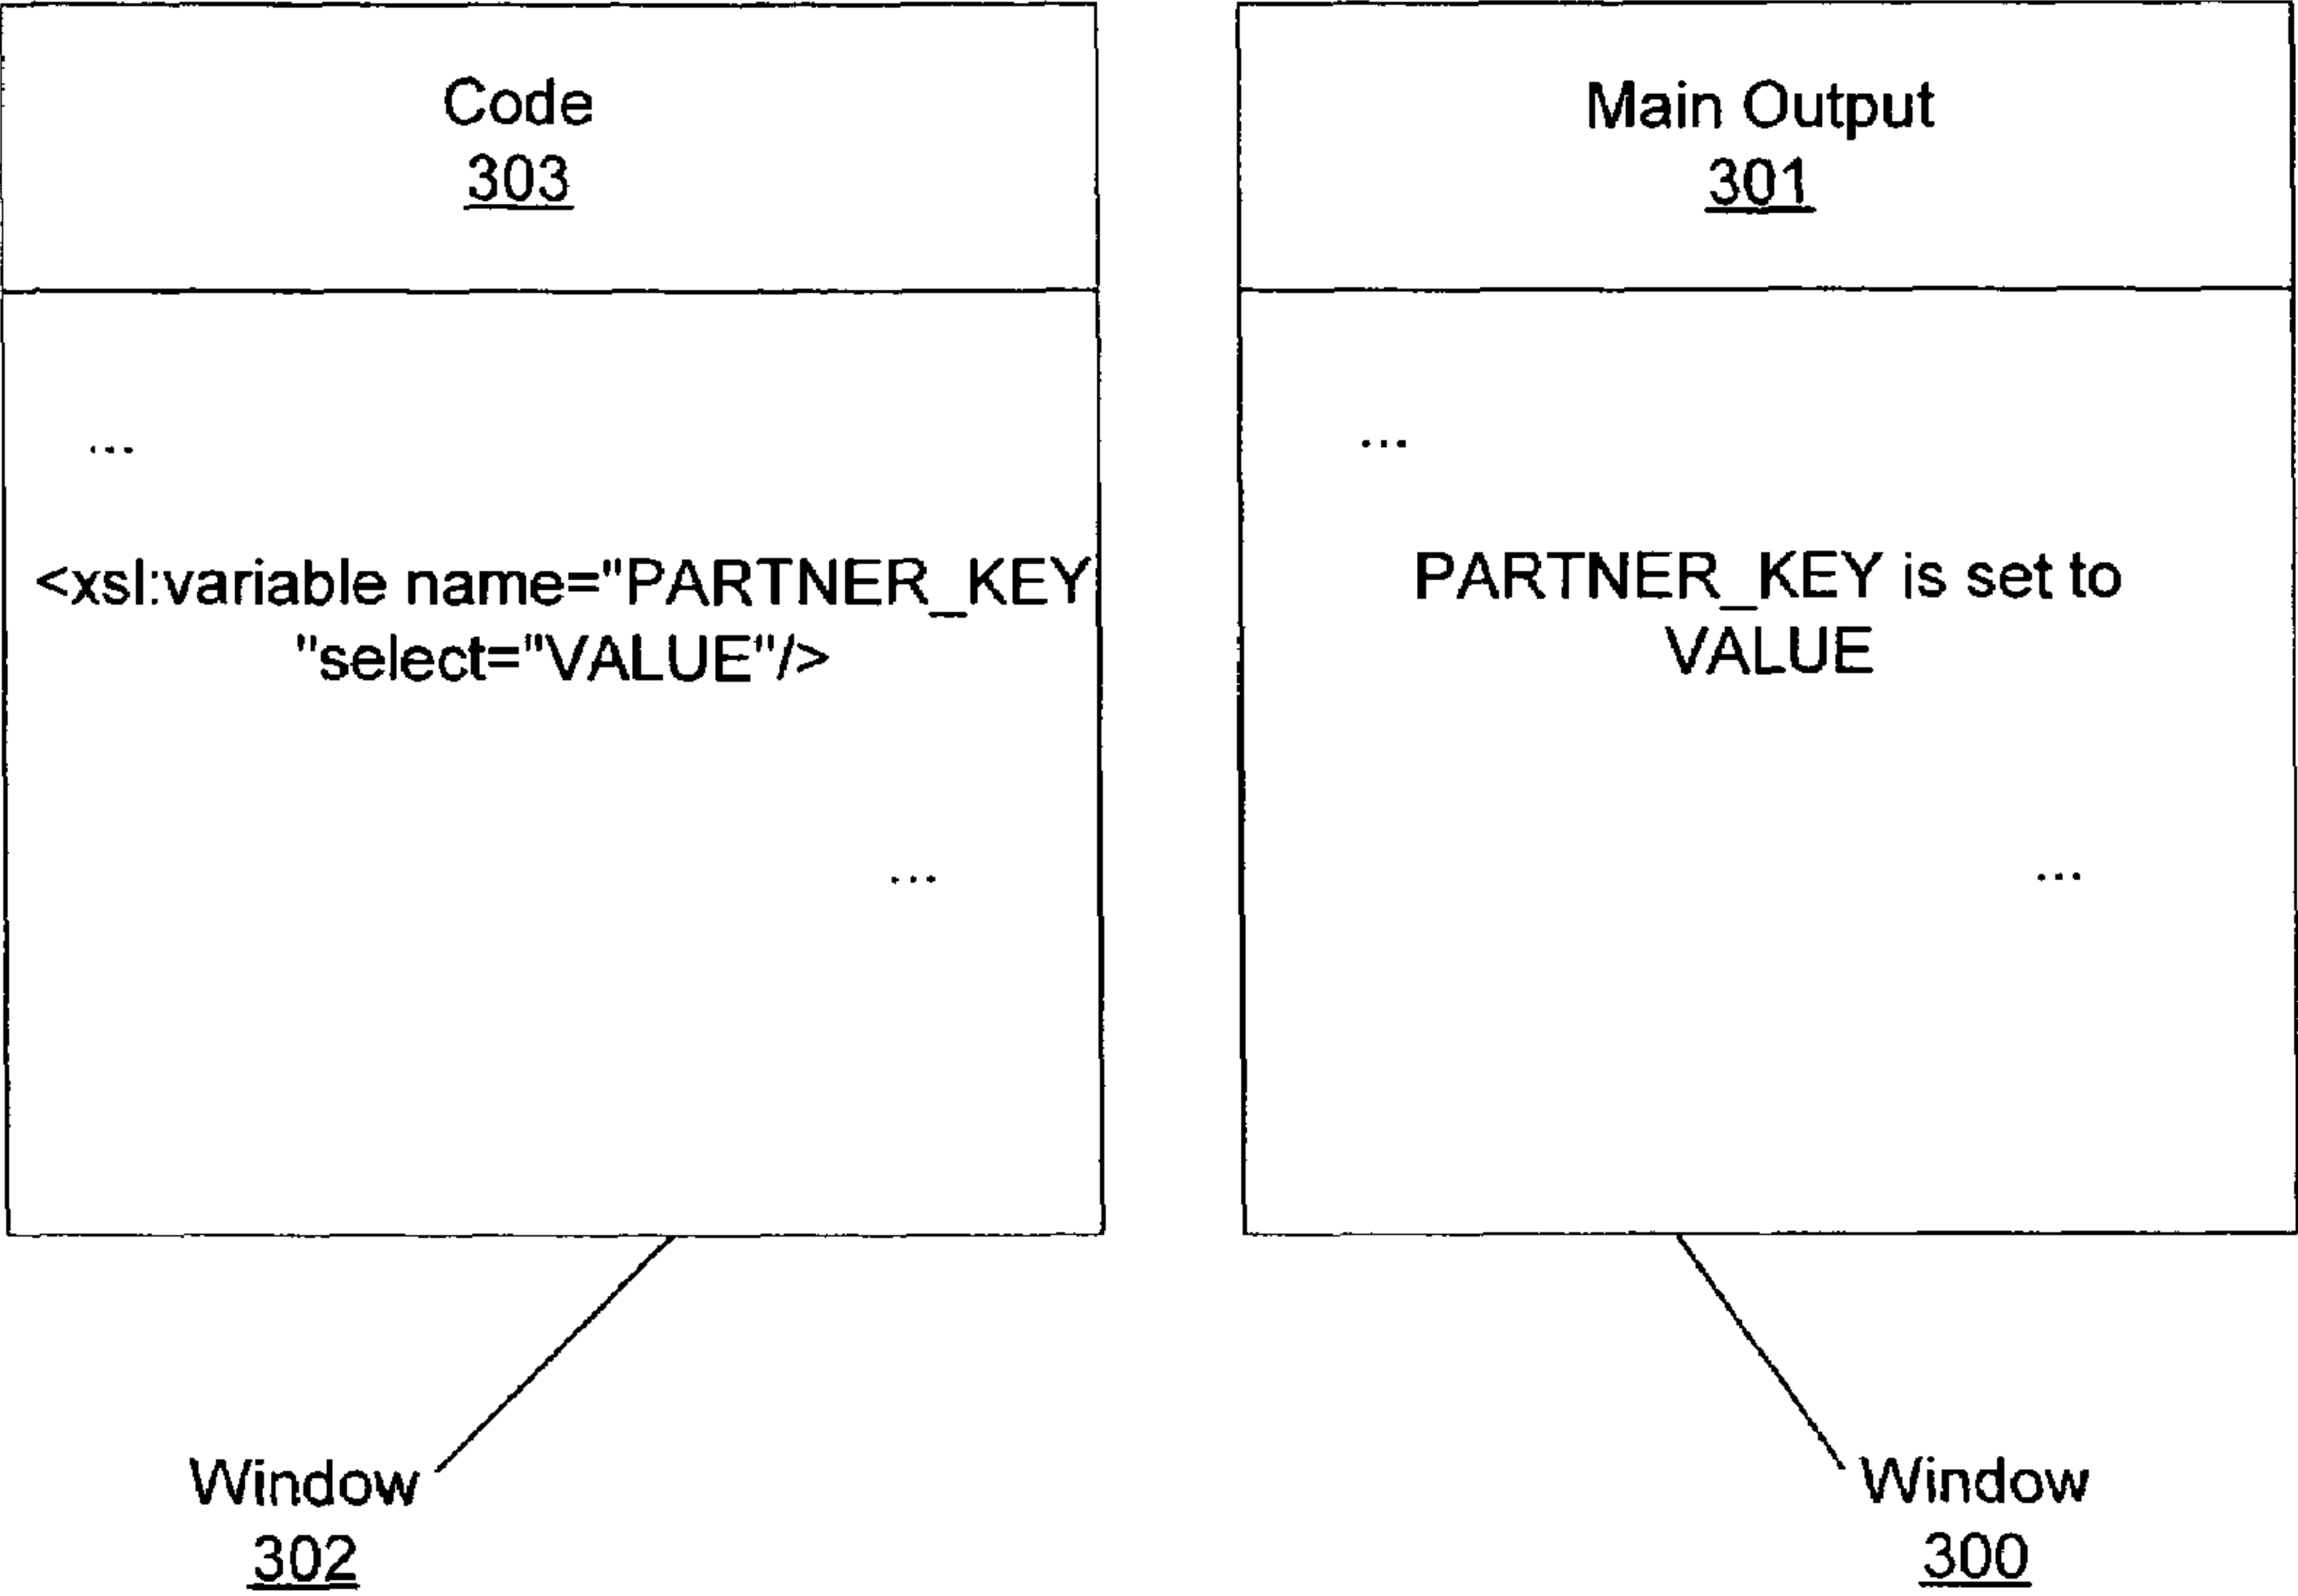 Code
303
...
<xsl:variable name="PARTNER_KEY
"select="VALUE"/>
...
Window
302
Main Output
301
...
PARTNER_KEY is set to
VALUE
...
Window
300